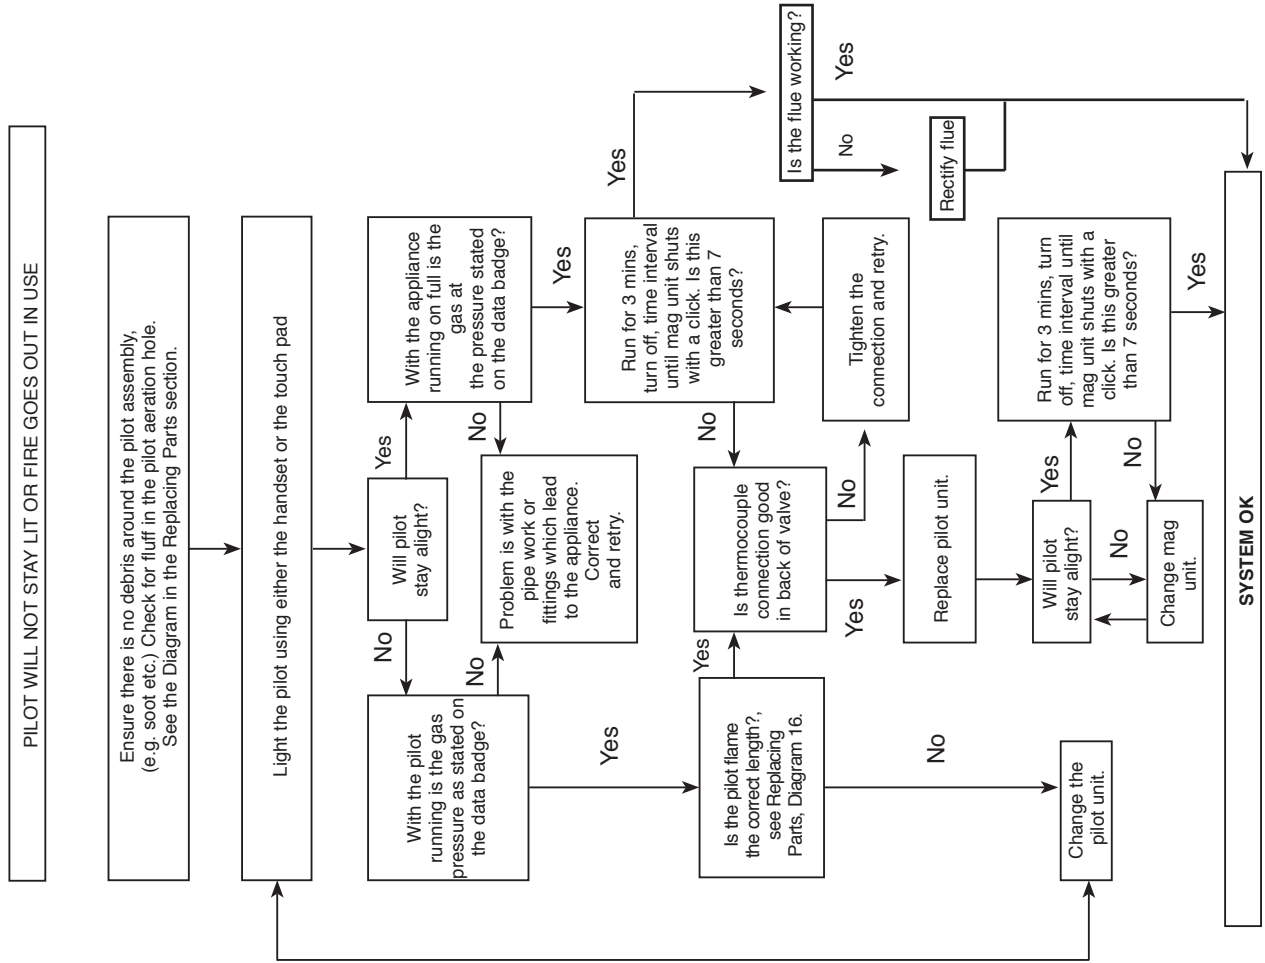 PILOT WILL NOT STAY LIT OR FIRE GOES OUT IN USE
Ensure there is no debris around the pilot assembly,
(e.g. soot etc.) Check for fluff in the pilot aeration hole.
See the Diagram in the Replacing Parts section.
Light the pilot using either the handset or the touch pad
Will pilot
stay alight?
No
Yes
With the pilot
running is the gas
pressure as stated on
the data badge?
With the appliance
running on full is the
gas at
the pressure stated
on the data badge?
No
No
Problem is with the
pipe work or
fittings which lead
to the appliance.
Correct
and retry.
Yes
Yes
Run for 3 mins,
turn off, time interval
until mag unit shuts
with a click. Is this
greater than 7
seconds?
Yes
Is the flue working?
No
Yes
Rectify flue
No
Is the pilot flame
the correct length?,
see Replacing
Parts, Diagram 16.
Yes
Is thermocouple
connection good
in back of valve?
No
Tighten the
connection and retry.
Yes
Replace pilot unit.
No
Will pilot
stay alight?
Yes
Run for 3 mins, turn
off, time interval until
mag unit shuts with a
click. Is this greater
than 7 seconds?
No
No
Change mag
unit.
Yes
Change the
pilot unit.
SYSTEM OK